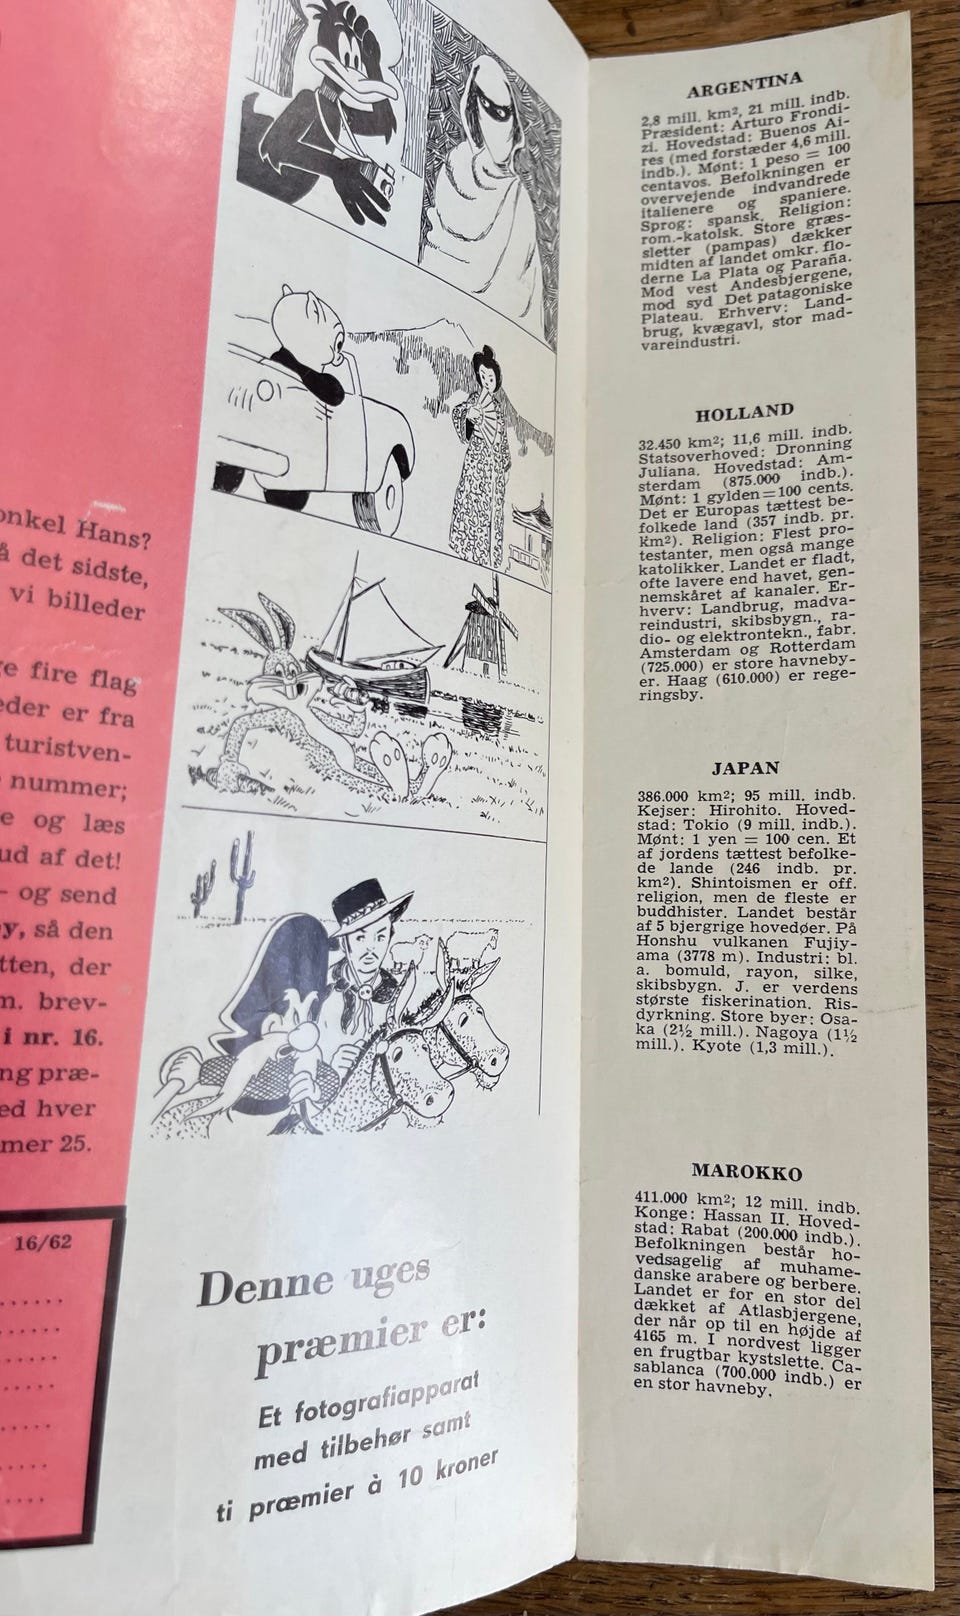 onkel Hans?
å det sidste,
vi billeder
e fire flag
eder er fra
turistven-
nummer;
e og læs
ud af det!
- og send
y, så den
tten, der
m. brev-
i nr. 16.
ng præ-
ed hver
mer 25.
16/62
Denne uges
præmier er:
Et fotografiapparat
med tilbehør samt
ti præmier à 10 kroner
ARGENTINA
2,8 mill. km², 21 mill. indb.
Præsident: Arturo Frondi-
zi. Hovedstad: Buenos Ai-
res (med forstæder 4,6 mill.
indb.). Mønt: 1 peso = 100
centavos. Befolkningen er
overvejende indvandrede
italienere og spaniere.
Sprog: spansk. Religion:
rom.-katolsk. Store græs-
sletter (pampas) dækker
midten af landet omkr. flo-
derne La Plata og Paraña.
Mod vest Andesbjergene,
mod syd Det patagoniske
Plateau. Erhverv: Land-
brug, kvægavl, stor mad-
vareindustri.
HOLLAND
32.450 km²; 11,6 mill. indb.
Statsoverhoved: Dronning
Juliana. Hovedstad: Am-
sterdam (875.000 indb.).
Mønt: 1 gylden=100 cents.
Det er Europas tættest be-
folkede land (357 indb. pr.
km²). Religion: Flest pro-
testanter, men også mange
katolikker. Landet er fladt,
ofte lavere end havet, gen-
nemskåret af kanaler. Er-
hverv: Landbrug, madva-
reindustri, skibsbygn., ra-
dio- og elektrontekn., fabr.
Amsterdam og Rotterdam
(725.000) er store havneby-
er. Haag (610.000) er rege-
ringsby.
JAPAN
386.000 km²; 95 mill. indb.
Kejser: Hirohito. Hoved-
stad: Tokio (9 mill. indb.).
Mønt: 1 yen = 100 cen. Et
af jordens tættest befolke-
de lande (246 indb. pr.
km²). Shintoismen er off.
religion, men de fleste er
buddhister. Landet består
af 5 bjergrige hovedøer. På
Honshu vulkanen Fujiy-
ama (3778 m). Industri: bl.
a. bomuld, rayon, silke,
skibsbygn. J. er verdens
største fiskerination. Ris-
dyrkning. Store byer: Osa-
ka (2½ mill.). Nagoya (1½
mill.). Kyote (1,3 mill.).
MAROKKO
411.000 km²; 12 mill. indb.
Konge: Hassan II. Hoved-
stad: Rabat (200.000 indb.).
Befolkningen består ho-
vedsagelig af muhame-
danske arabere og berbere.
Landet er for en stor del
dækket af Atlasbjergene,
der når op til en højde af
4165 m. I nordvest ligger
en frugtbar kystslette. Ca-
sablanca (700.000 indb.) er
en stor havneby.